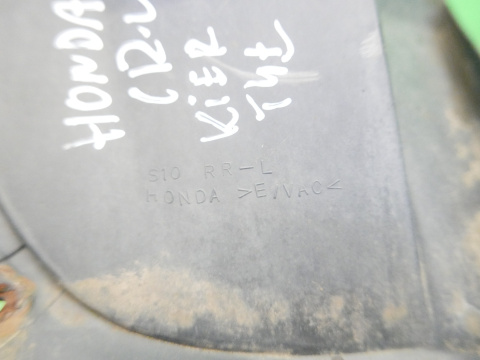 HONDA
KiER
TYŁ
S10 RR-L
HONDA >E/VAC<